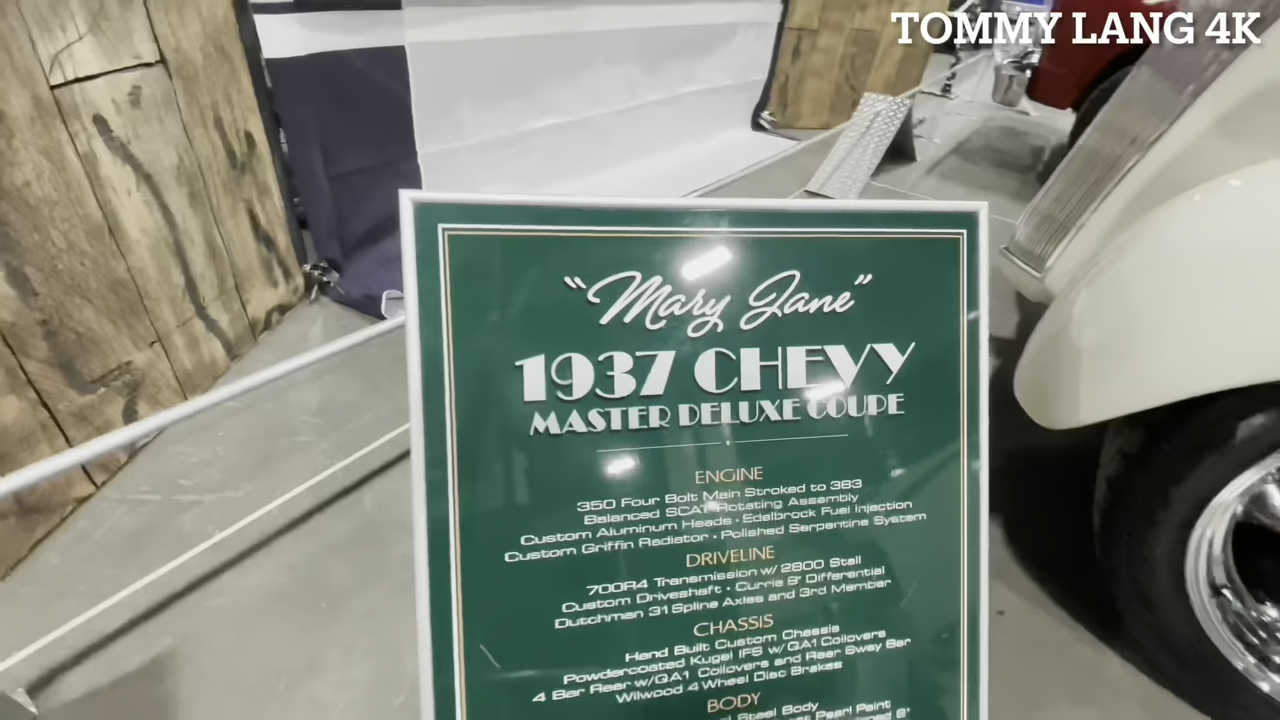 TOMMY LANG 4K
"Mary Jane"
1937 CHEVY
MASTER DELUXE COUPE
ENGINE
350 Four Bolt Main Stroked to 383
Balanced SCAT Rotating Assembly
Custom Aluminum Heads • Edelbrock Fuel Injection
Custom Griffin Radiator • Polished Serpentine System
DRIVELINE
700R4 Transmission w/ 2800 Stall
Custom Driveshaft • Currie 9" Differential
Dutchman 31 Spline Axles and 3rd Member
CHASSIS
Hand Built Custom Chassis
Powdercoated Kugel IFS w/ QA1 Coilovers
4 Bar Rear w/QA1 Coilovers and Rear Sway Bar
Wilwood 4 Wheel Disc Brakes
BODY
Steel Body
Pearl Paint